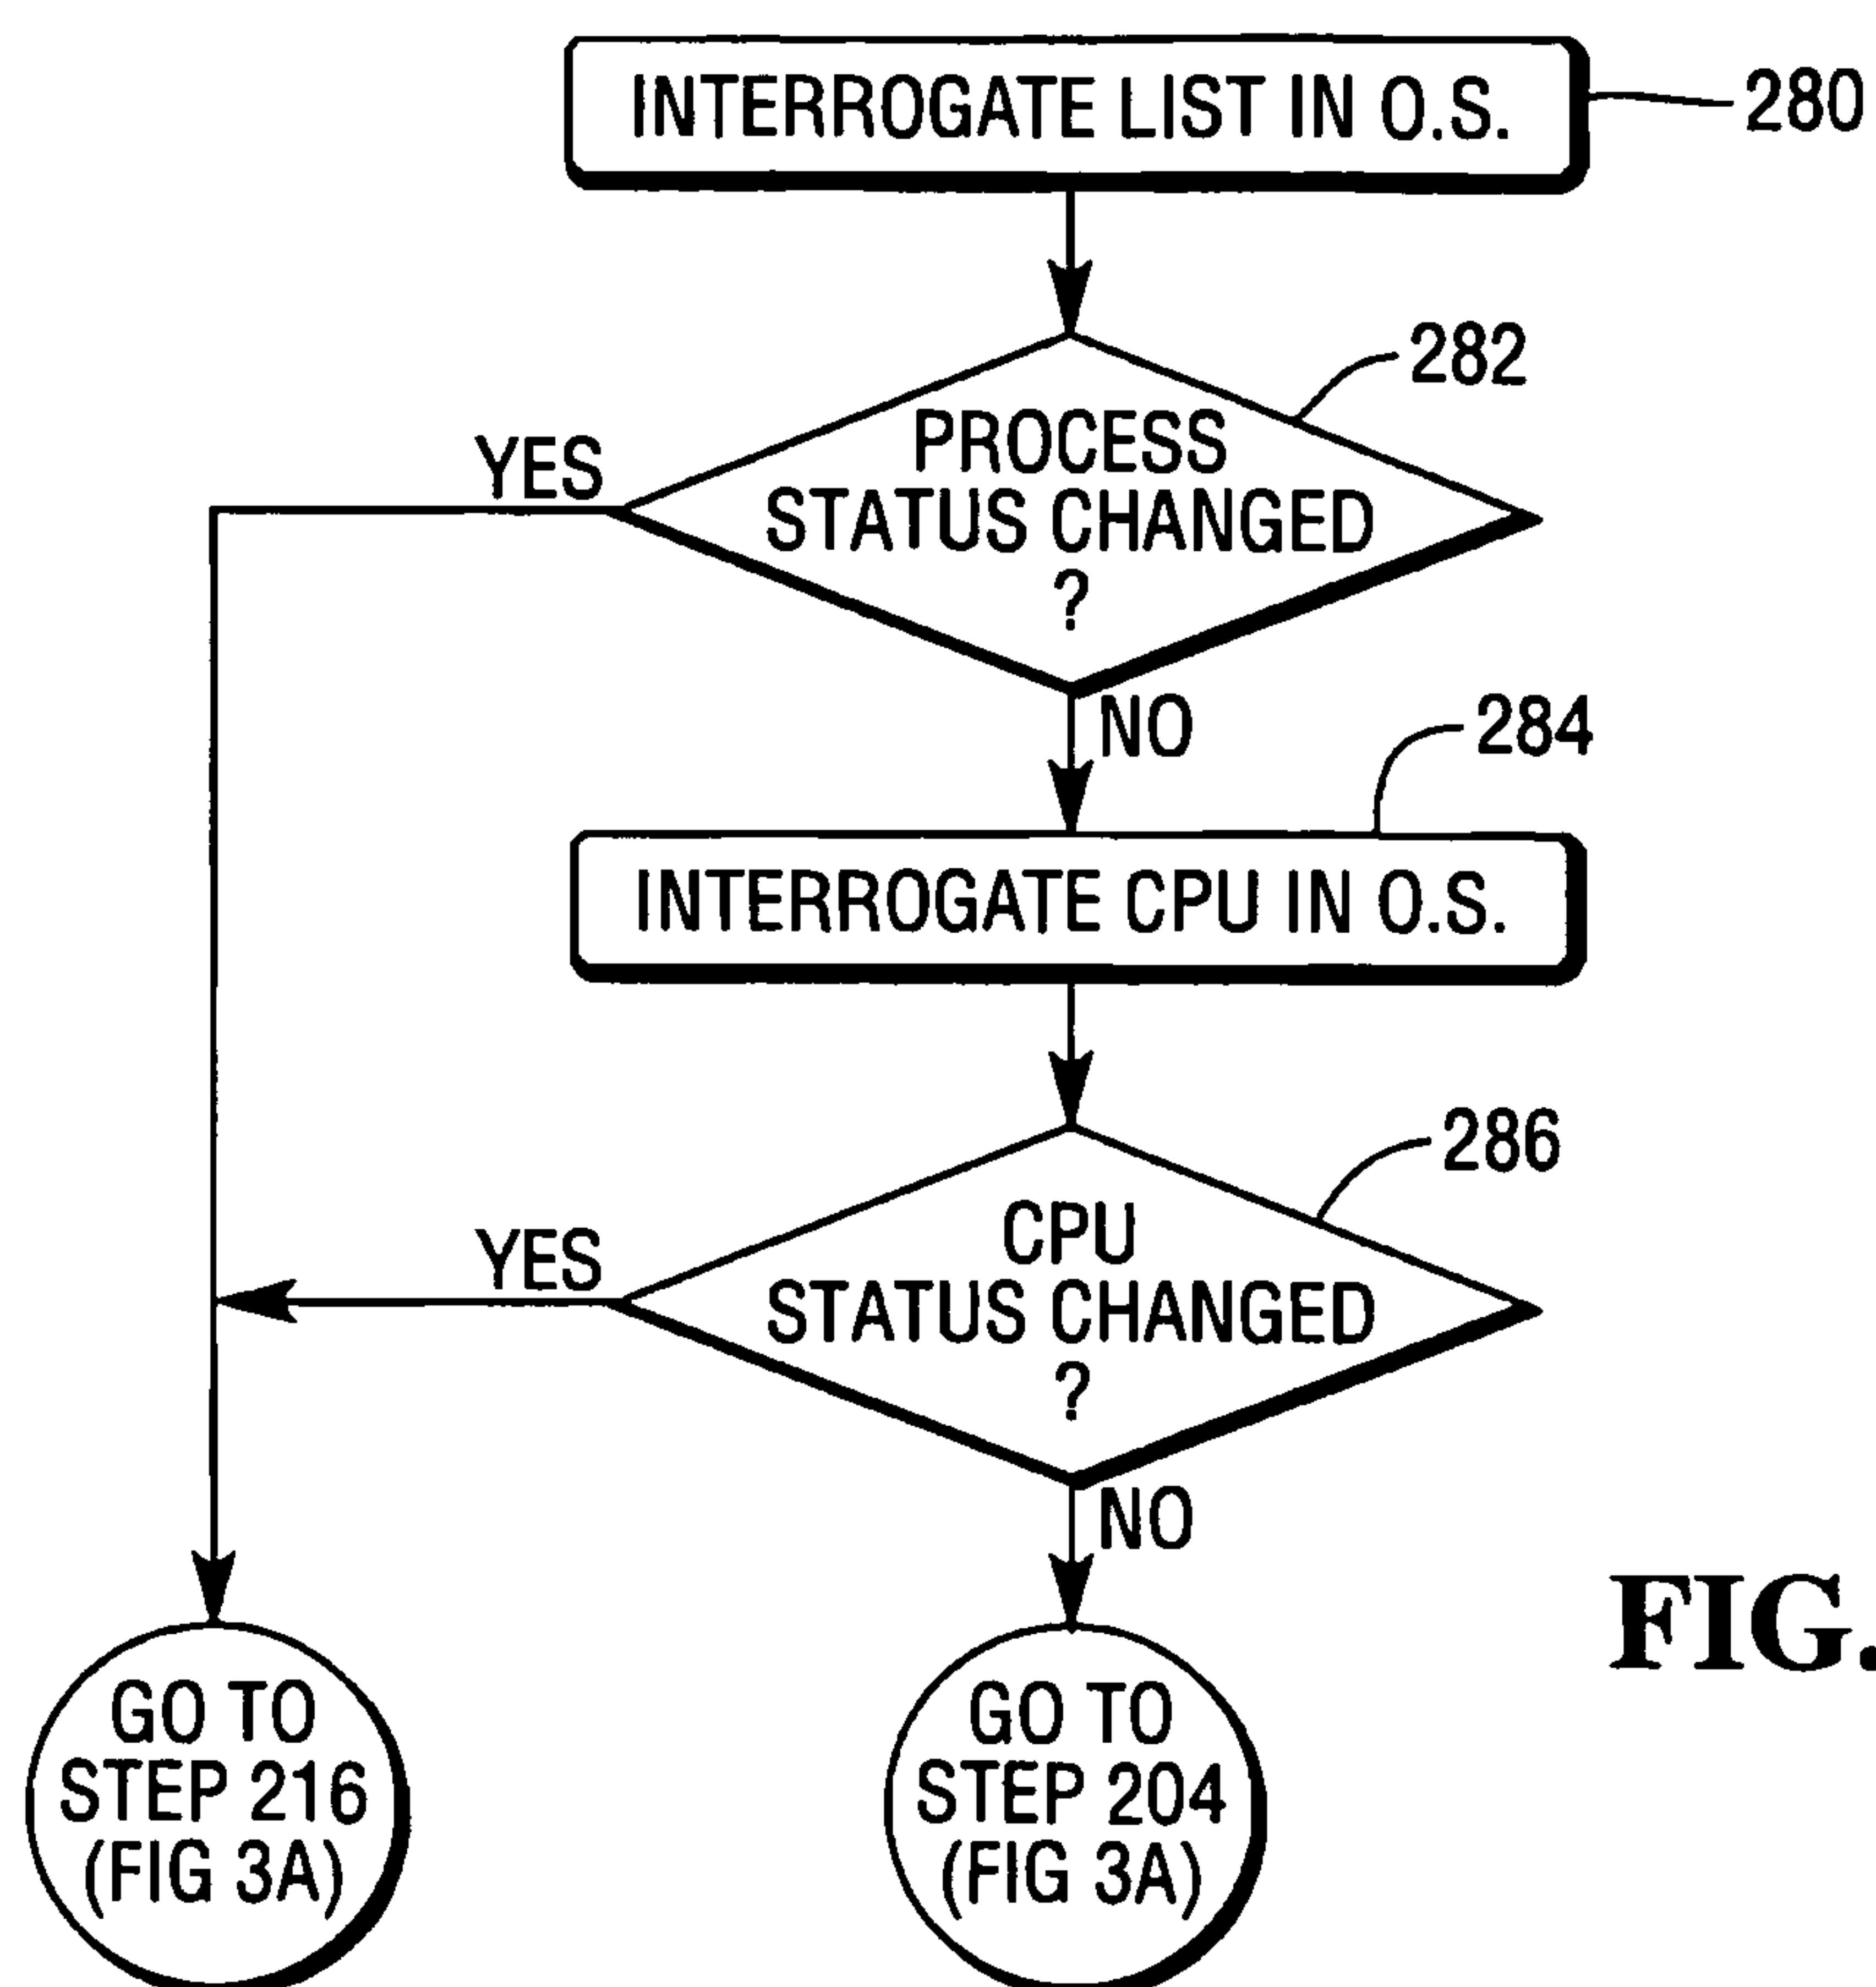 INTERROGATE LIST IN O.S.
280
282
PROCESS
STATUS CHANGED
?
YES
NO
284
INTERROGATE CPU IN O.S.
286
CPU
STATUS CHANGED
?
YES
NO
FIG.
GO TO
STEP 216
(FIG 3A)
GO TO
STEP 204
(FIG 3A)